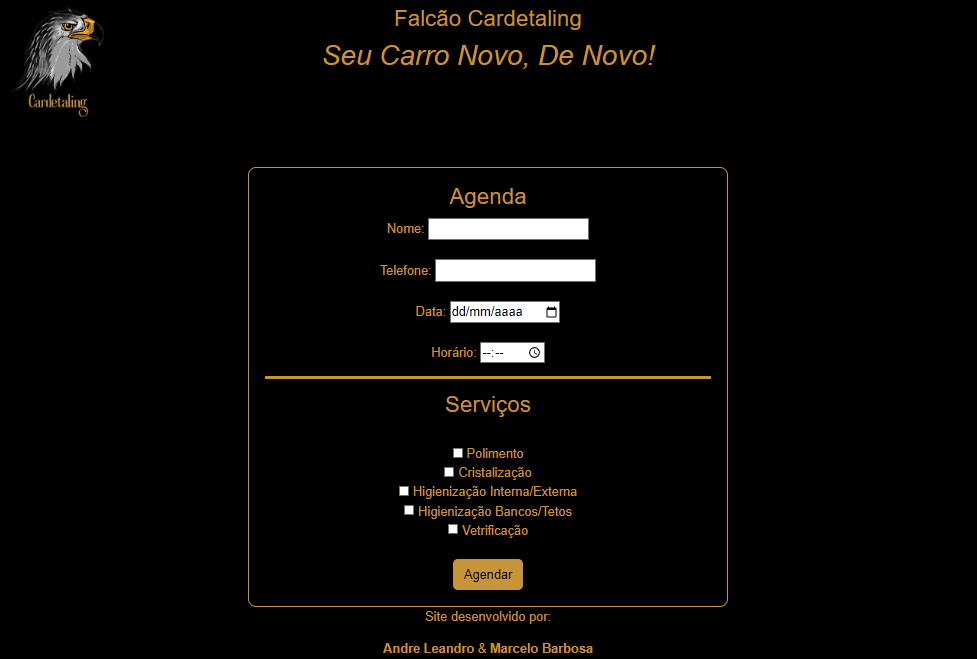 Falcão Cardetaling
Seu Carro Novo, De Novo!
Cardetaling
Agenda
Nome:
Telefone:
Data: dd/mm/aaaa
Horário: --:--
Serviços
Polimento
Cristalização
Higienização Interna/Externa
Higienização Bancos/Tetos
Vetrificação
Agendar
Site desenvolvido por:
Andre Leandro & Marcelo Barbosa